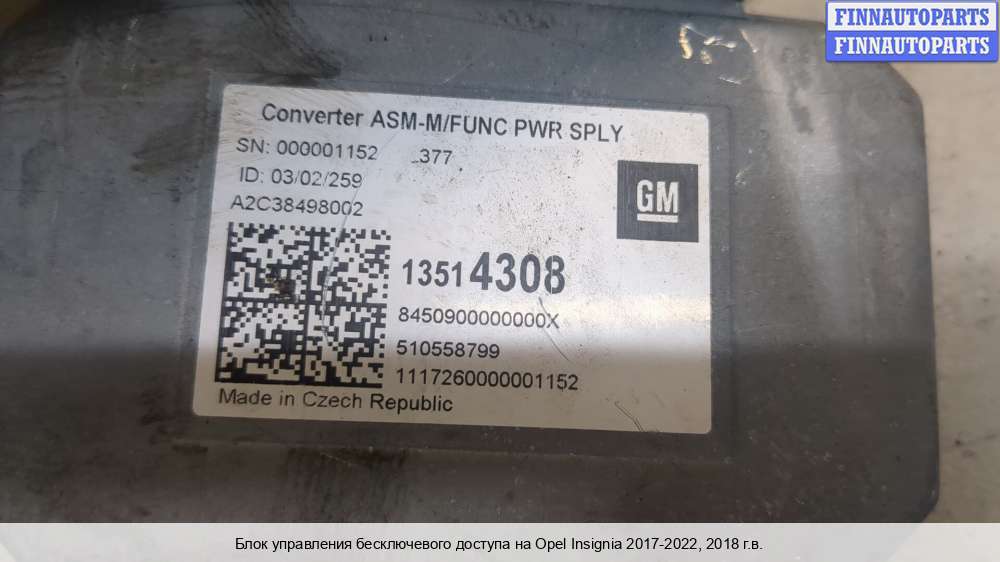 FINNAUTOPARTS
FINNAUTOPARTS
Converter ASM-M/FUNC PWR SPLY
SN: 000001152 377
ID: 03/02/259
A2C38498002
GM
13514308
8450900000000X
510558799
1117260000001152
Made in Czech Republic
Блок управления бесключевого доступа на Opel Insignia 2017-2022, 2018 г.в.